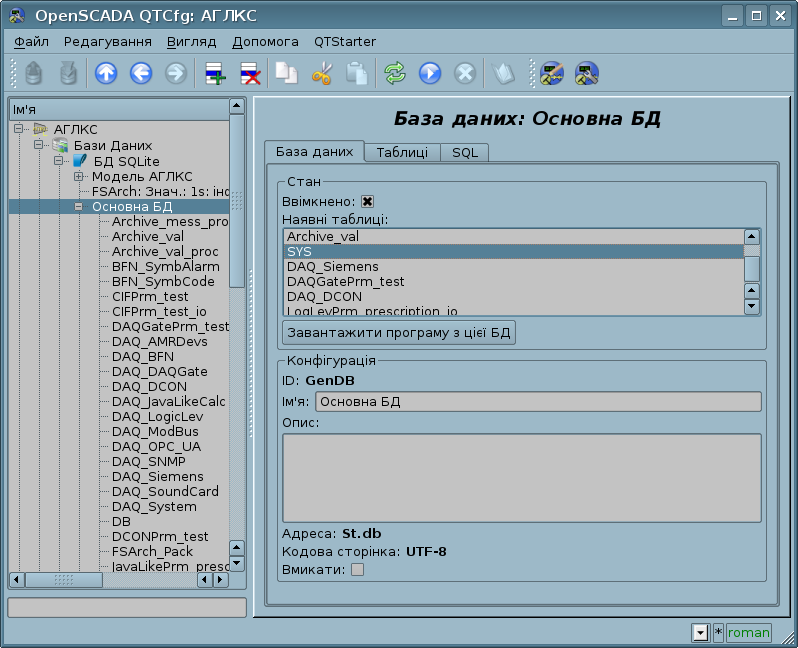 OpenSCADA QTCfg: АГЛКС
Файл Редагування Вигляд Допомога QTStarter
Ім'я
АГЛКС
Бази Даних
БД SQLite
Модель АГЛКС
FSArch: Знач.: 1s: інс
Основна БД
Archive_mess_pro
Archive_val
Archive_val_proc
BFN_SymbAlarm
BFN_SymbCode
CIFPrm_test
CIFPrm_test_io
DAQGatePrm_test
DAQ_AMRDevs
DAQ_BFN
DAQ_DAQGate
DAQ_DCON
DAQ_JavaLikeCalc
DAQ_LogicLev
DAQ_ModBus
DAQ_OPC_UA
DAQ_SNMP
DAQ_Siemens
DAQ_SoundCard
DAQ_System
DB
DCONPrm_test
FSArch_Pack
JavaLikePrm_presc
База даних: Основна БД
База даних Таблиці SQL
Стан
Ввімкнено:
Наявні таблиці:
Archive_val
SYS
DAQ_Siemens
DAQGatePrm_test
DAQ_DCON
LogLevPrm_prescription_io
Завантажити програму з цієї БД
Конфігурація
ID: GenDB
Ім'я: Основна БД
Опис:
Адреса: St.db
Кодова сторінка: UTF-8
Вмикати:
* roman